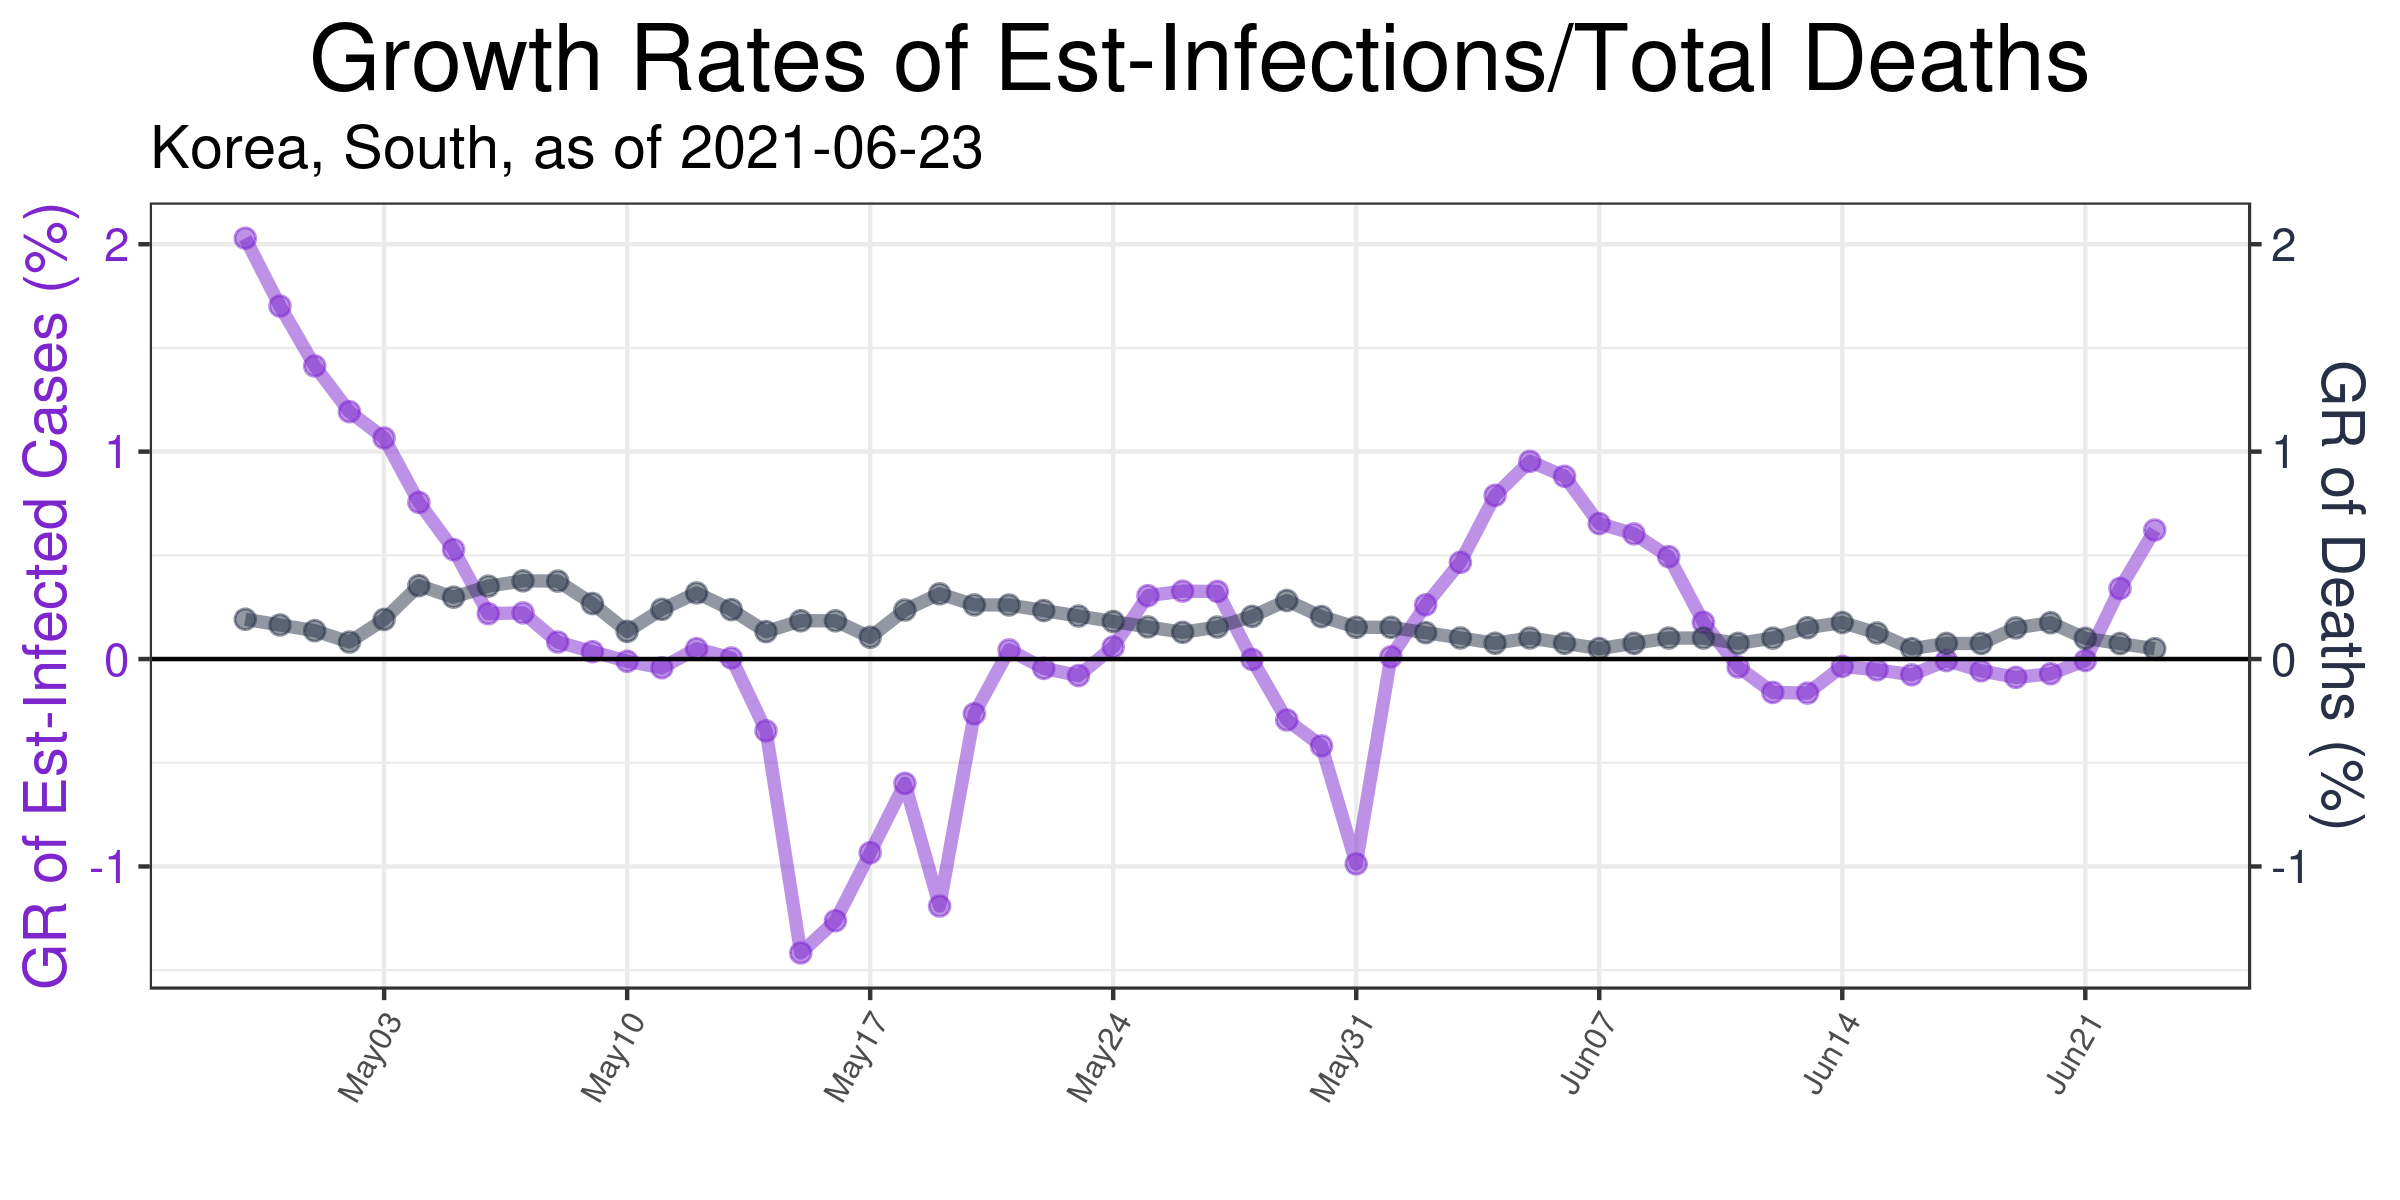 Growth Rates of Est-Infections/Total Deaths
Korea, South, as of 2021-06-23
GR of Est-Infected Cases (%)
2
1
0
-1
2
1
0
-1
GR of Deaths (%)
May03
May10
May17
May24
May31
Jun07
Jun14
Jun21